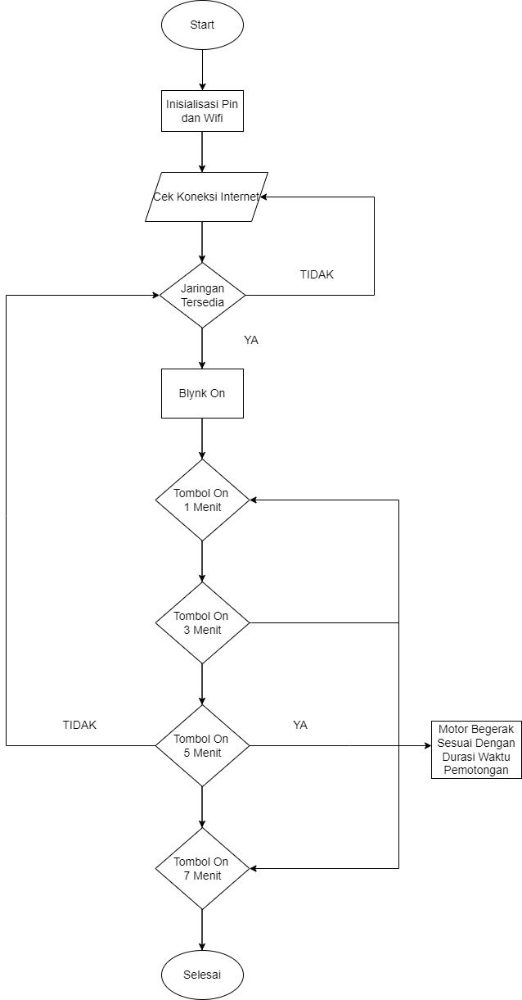 Start
Inisialisasi Pin
dan Wifi
Cek Koneksi Internet
TIDAK
Jaringan
Tersedia
YA
Blynk On
Tombol On
1 Menit
Tombol On
3 Menit
TIDAK
YA
Tombol On
5 Menit
Motor Begerak
Sesuai Dengan
Durasi Waktu
Pemotongan
Tombol On
7 Menit
Selesai